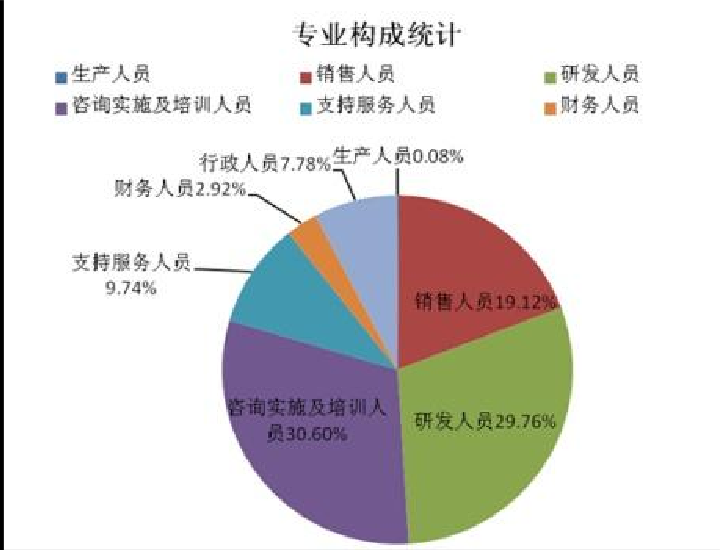 专业构成统计
生产人员 销售人员 研发人员
咨询实施及培训人员 支持服务人员 财务人员
行政人员7.78% 生产人员0.08%
财务人员2.92%
支持服务人员
9.74%
销售人员19.12%
咨询实施及培训人
员30.60%
研发人员29.76%